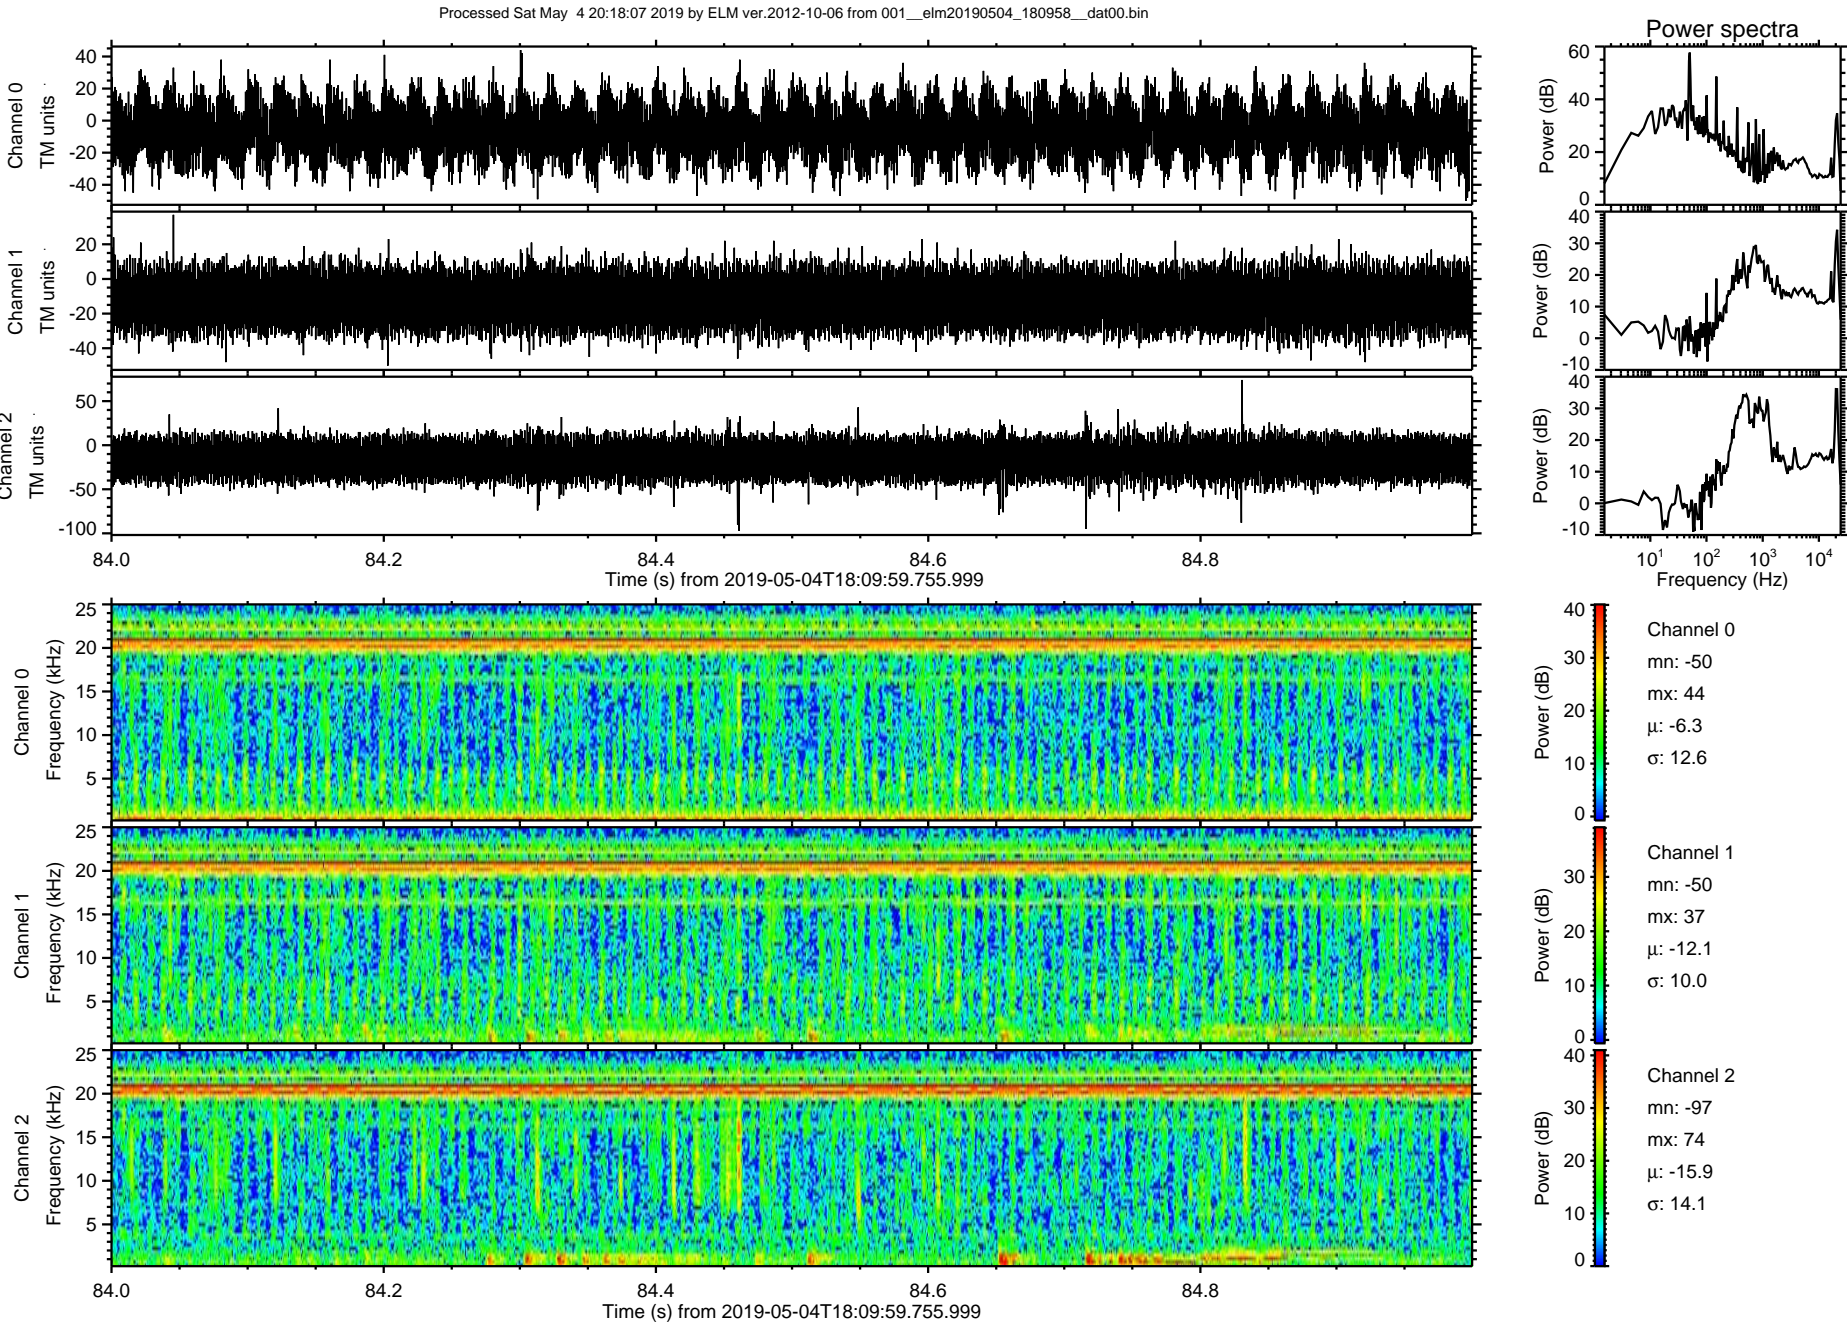 Processed Sat May  4 20:18:07 2019 by ELM ver.2012-10-06 from 001__elm20190504_180958__dat00.bin
Power spectra
Channel 0
TM units
40
20
0
-20
-40
Power (dB)
60
40
20
0
Channel 1
TM units
20
0
-20
-40
Power (dB)
40
30
20
10
0
-10
Channel 2
TM units
50
0
-50
-100
Power (dB)
40
30
20
10
0
-10
84.0 84.2 84.4 84.6 84.8
Time (s) from 2019-05-04T18:09:59.755.999
10¹ 10² 10³ 10⁴
Frequency (Hz)
Channel 0
Frequency (kHz)
25
20
15
10
5
Power (dB)
40
30
20
10
0
Channel 0
mn: -50
mx: 44
μ: -6.3
σ: 12.6
Channel 1
Frequency (kHz)
25
20
15
10
5
Power (dB)
30
20
10
0
Channel 1
mn: -50
mx: 37
μ: -12.1
σ: 10.0
Channel 2
Frequency (kHz)
25
20
15
10
5
Power (dB)
40
30
20
10
0
Channel 2
mn: -97
mx: 74
μ: -15.9
σ: 14.1
84.0 84.2 84.4 84.6 84.8
Time (s) from 2019-05-04T18:09:59.755.999